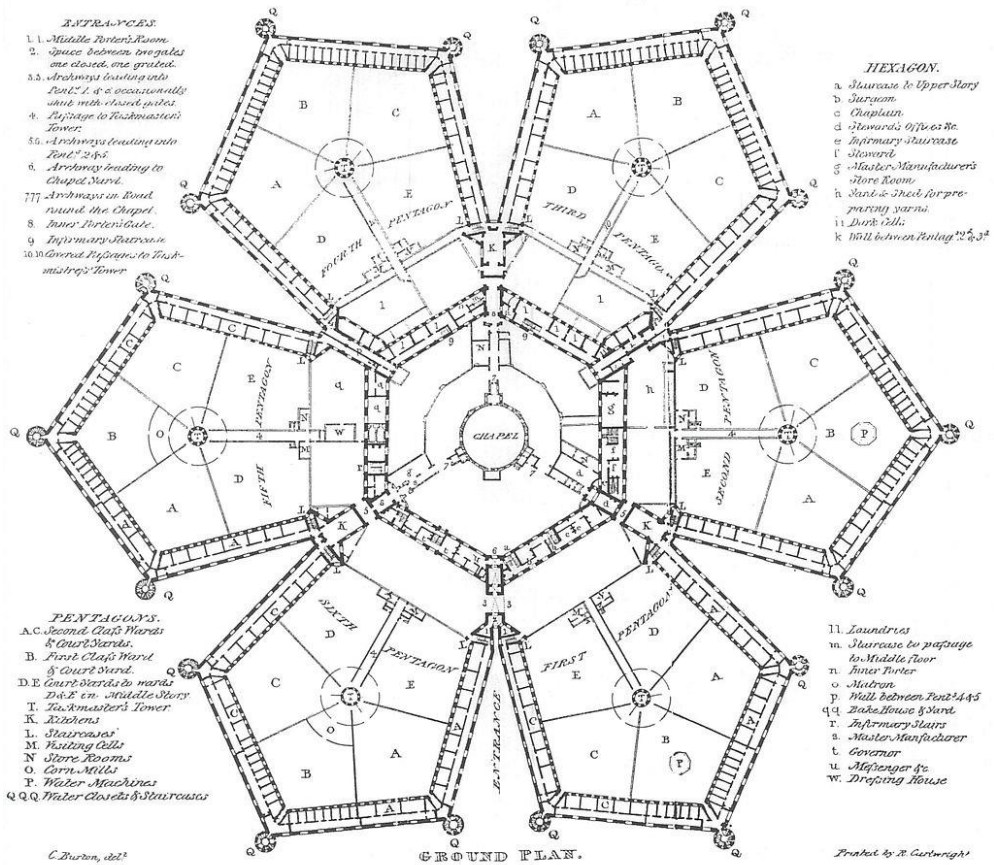 ENTRANCES.
1.1. Middle Porter's Room
2. Space between two gates
one closed, one grated.
3.3. Archways leading into
Pent.ˢ 1. & 6 occasionally
shut with closed gates.
4. Passage to Taskmaster's
Tower.
5.5. Archways leading into
Pent.ˢ 2 & 5.
6. Archway leading to
Chapel Yard.
777 Archways in Road
round the Chapel.
8. Inner Porter's Gate.
9 Infirmary Staircase
10.10 Covered Passages to Task-
mistress's Tower
HEXAGON.
a Staircase to Upper Story
b Surgeon
c Chaplain
d Steward's Offices &c.
e Infirmary Staircase
f Steward
g Master Manufacturer's
Store Room
h Yard & Shed for pre-
paring yarns.
ii Dark Cells
k Wall between Pentag.ˢ 2.ᵈ & 3.ᵈ
FOURTH PENTAGON
THIRD PENTAGON
FIFTH PENTAGON
SECOND PENTAGON
CHAPEL
SIXTH PENTAGON
FIRST PENTAGON
ENTRANCE
PENTAGONS.
A.C. Second Claſs Wards
& Court Yards.
B. First Claſs Ward
& Court Yard.
D.E Court Yards to wards
D & E in Middle Story.
T. Taskmaster's Tower
K. Kitchens
L. Staircases
M. Visiting Cells
N Store Rooms
O. Corn Mills
P. Water Machines
QQQ. Water Closets & Staircases
ll. Laundries
m Staircase to paſsage
to Middle floor
n. Inner Porter
o Matron
p. Wall between Pent.ˢ 4 & 5
qq Bake House & Yard
r. Infirmary Stairs
s. Master Manfacturer
t Governor
u Meſsenger &c
w. Dreſsing House
C. Burton, del.ᵗ
GROUND PLAN.
Printed by R. Cartwright